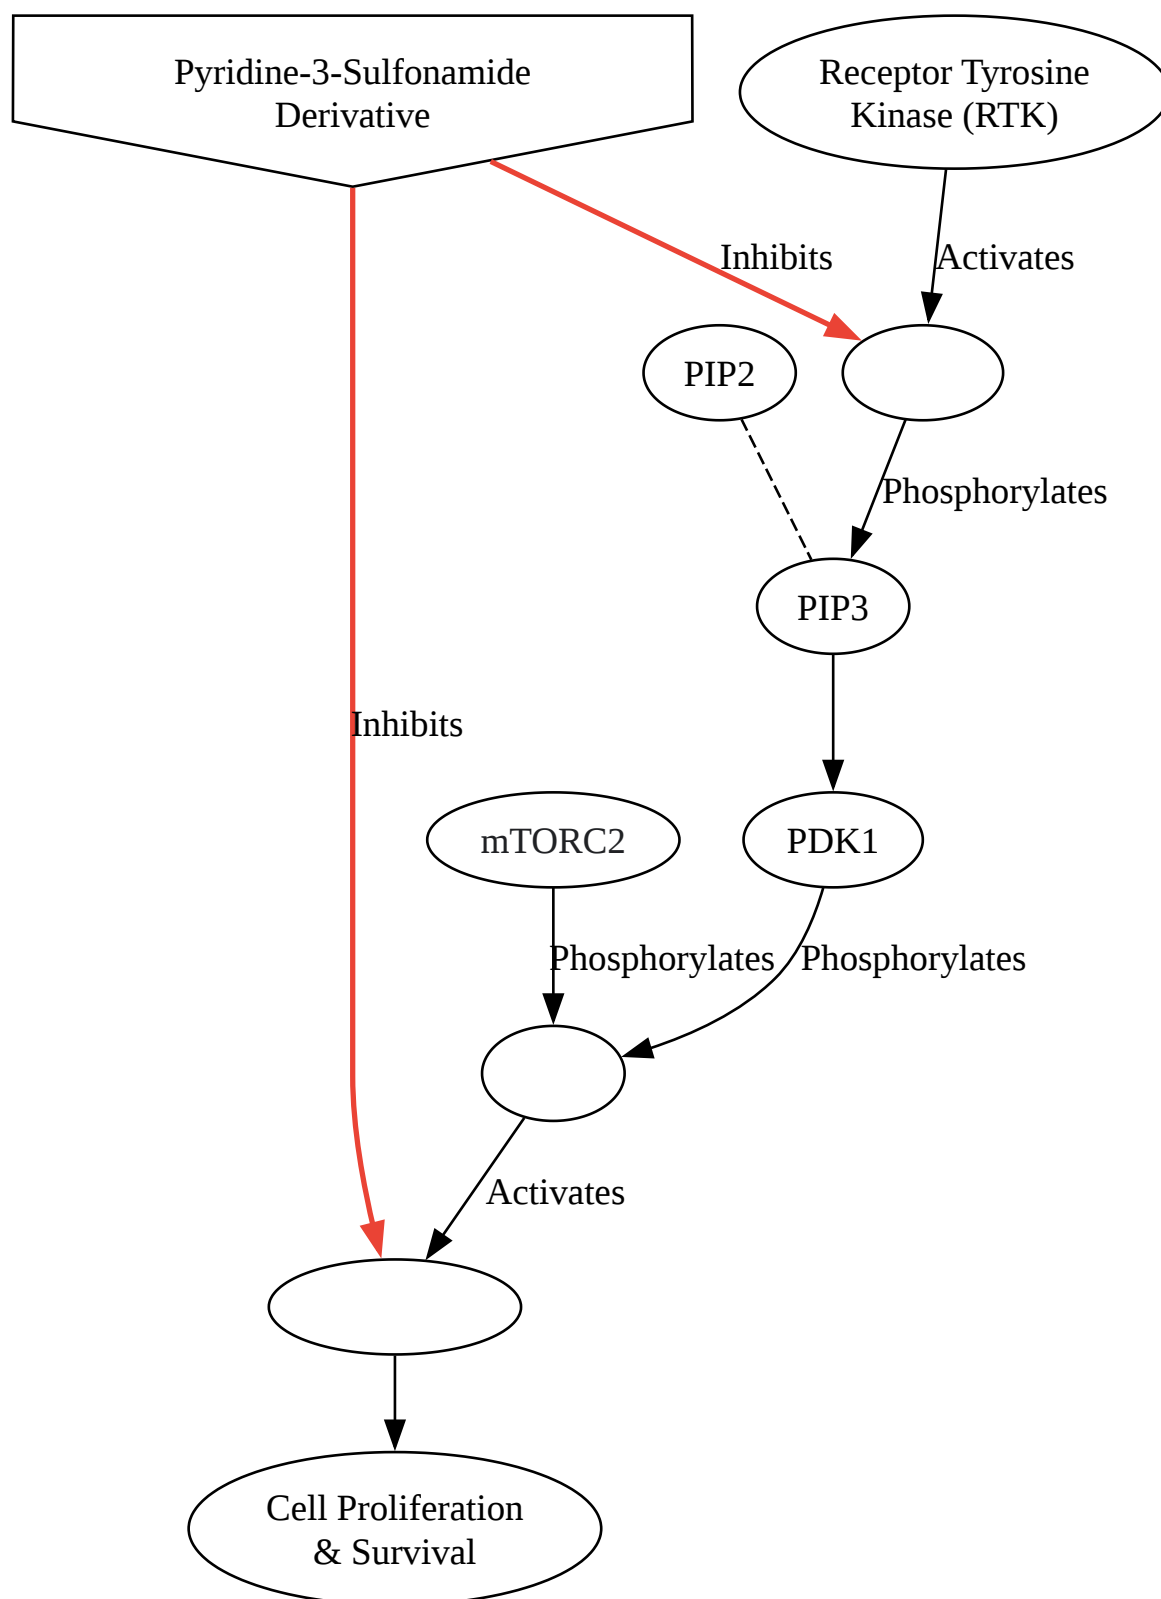 Pyridine-3-Sulfonamide
Derivative
Receptor Tyrosine
Kinase (RTK)
Inhibits
Activates
PIP2
Phosphorylates
PIP3
Inhibits
mTORC2
PDK1
Phosphorylates
Phosphorylates
Activates
Cell Proliferation
& Survival